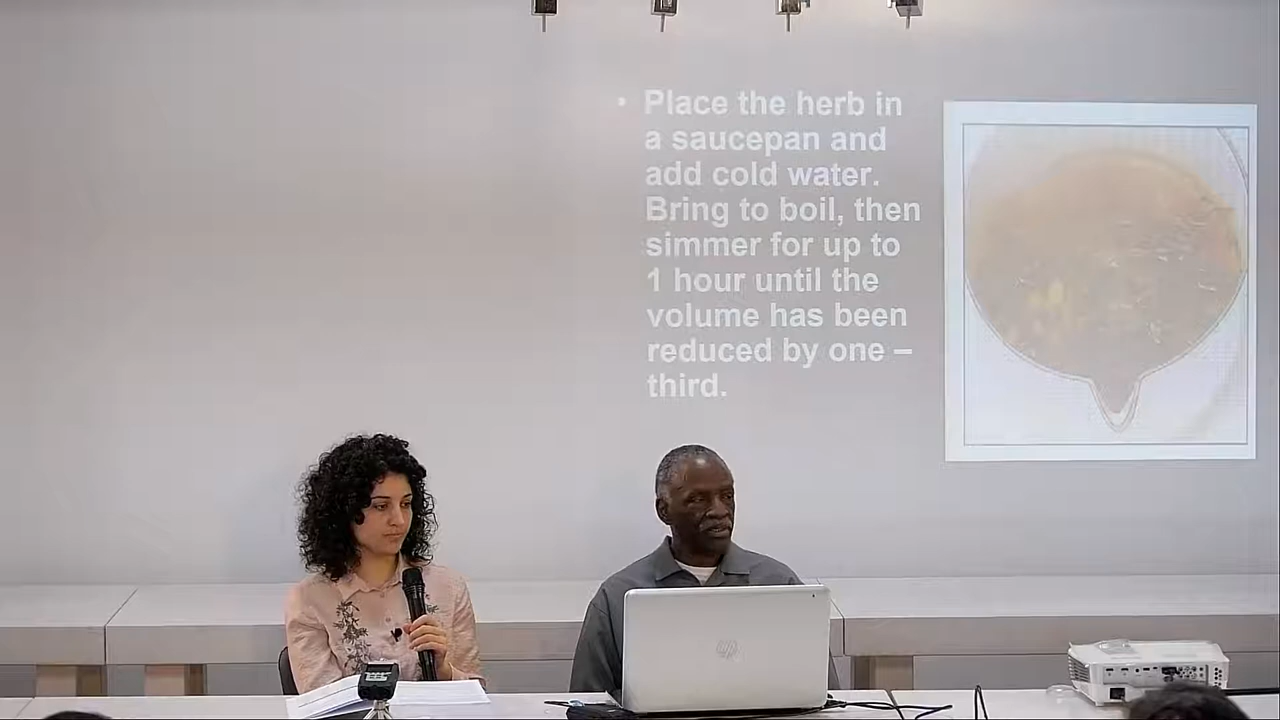 • Place the herb in
a saucepan and
add cold water.
Bring to boil, then
simmer for up to
1 hour until the
volume has been
reduced by one –
third.
hp